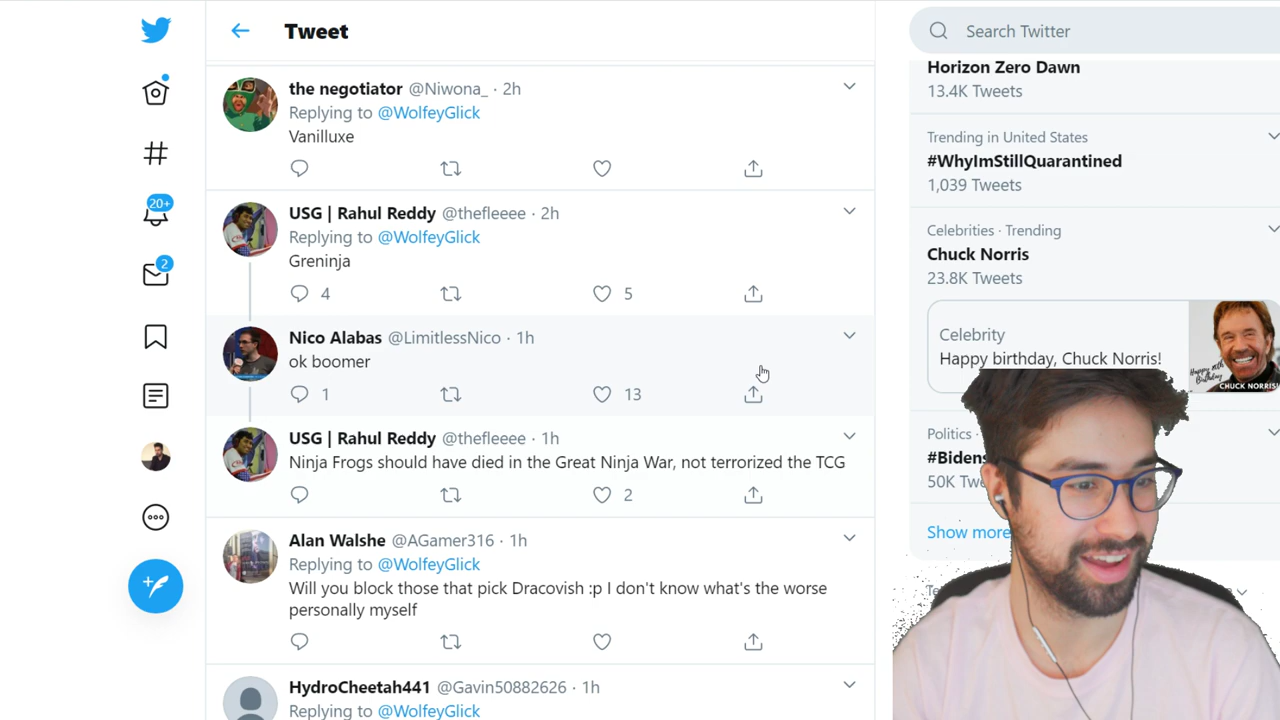 Tweet
Search Twitter
the negotiator @Niwona_ · 2h
Replying to @WolfeyGlick
Vanilluxe
USG | Rahul Reddy @thefleeee · 2h
Replying to @WolfeyGlick
Greninja
4 5
Nico Alabas @LimitlessNico · 1h
ok boomer
1 13
USG | Rahul Reddy @thefleeee · 1h
Ninja Frogs should have died in the Great Ninja War, not terrorized the TCG
2
Alan Walshe @AGamer316 · 1h
Replying to @WolfeyGlick
Will you block those that pick Dracovish :p I don't know what's the worse
personally myself
HydroCheetah441 @Gavin50882626 · 1h
Replying to @WolfeyGlick
20+
2
Horizon Zero Dawn
13.4K Tweets
Trending in United States
#WhyImStillQuarantined
1,039 Tweets
Celebrities · Trending
Chuck Norris
23.8K Tweets
Celebrity
Happy birthday, Chuck Norris!
CHUCK NORRIS!
Politics ·
50K
Show more